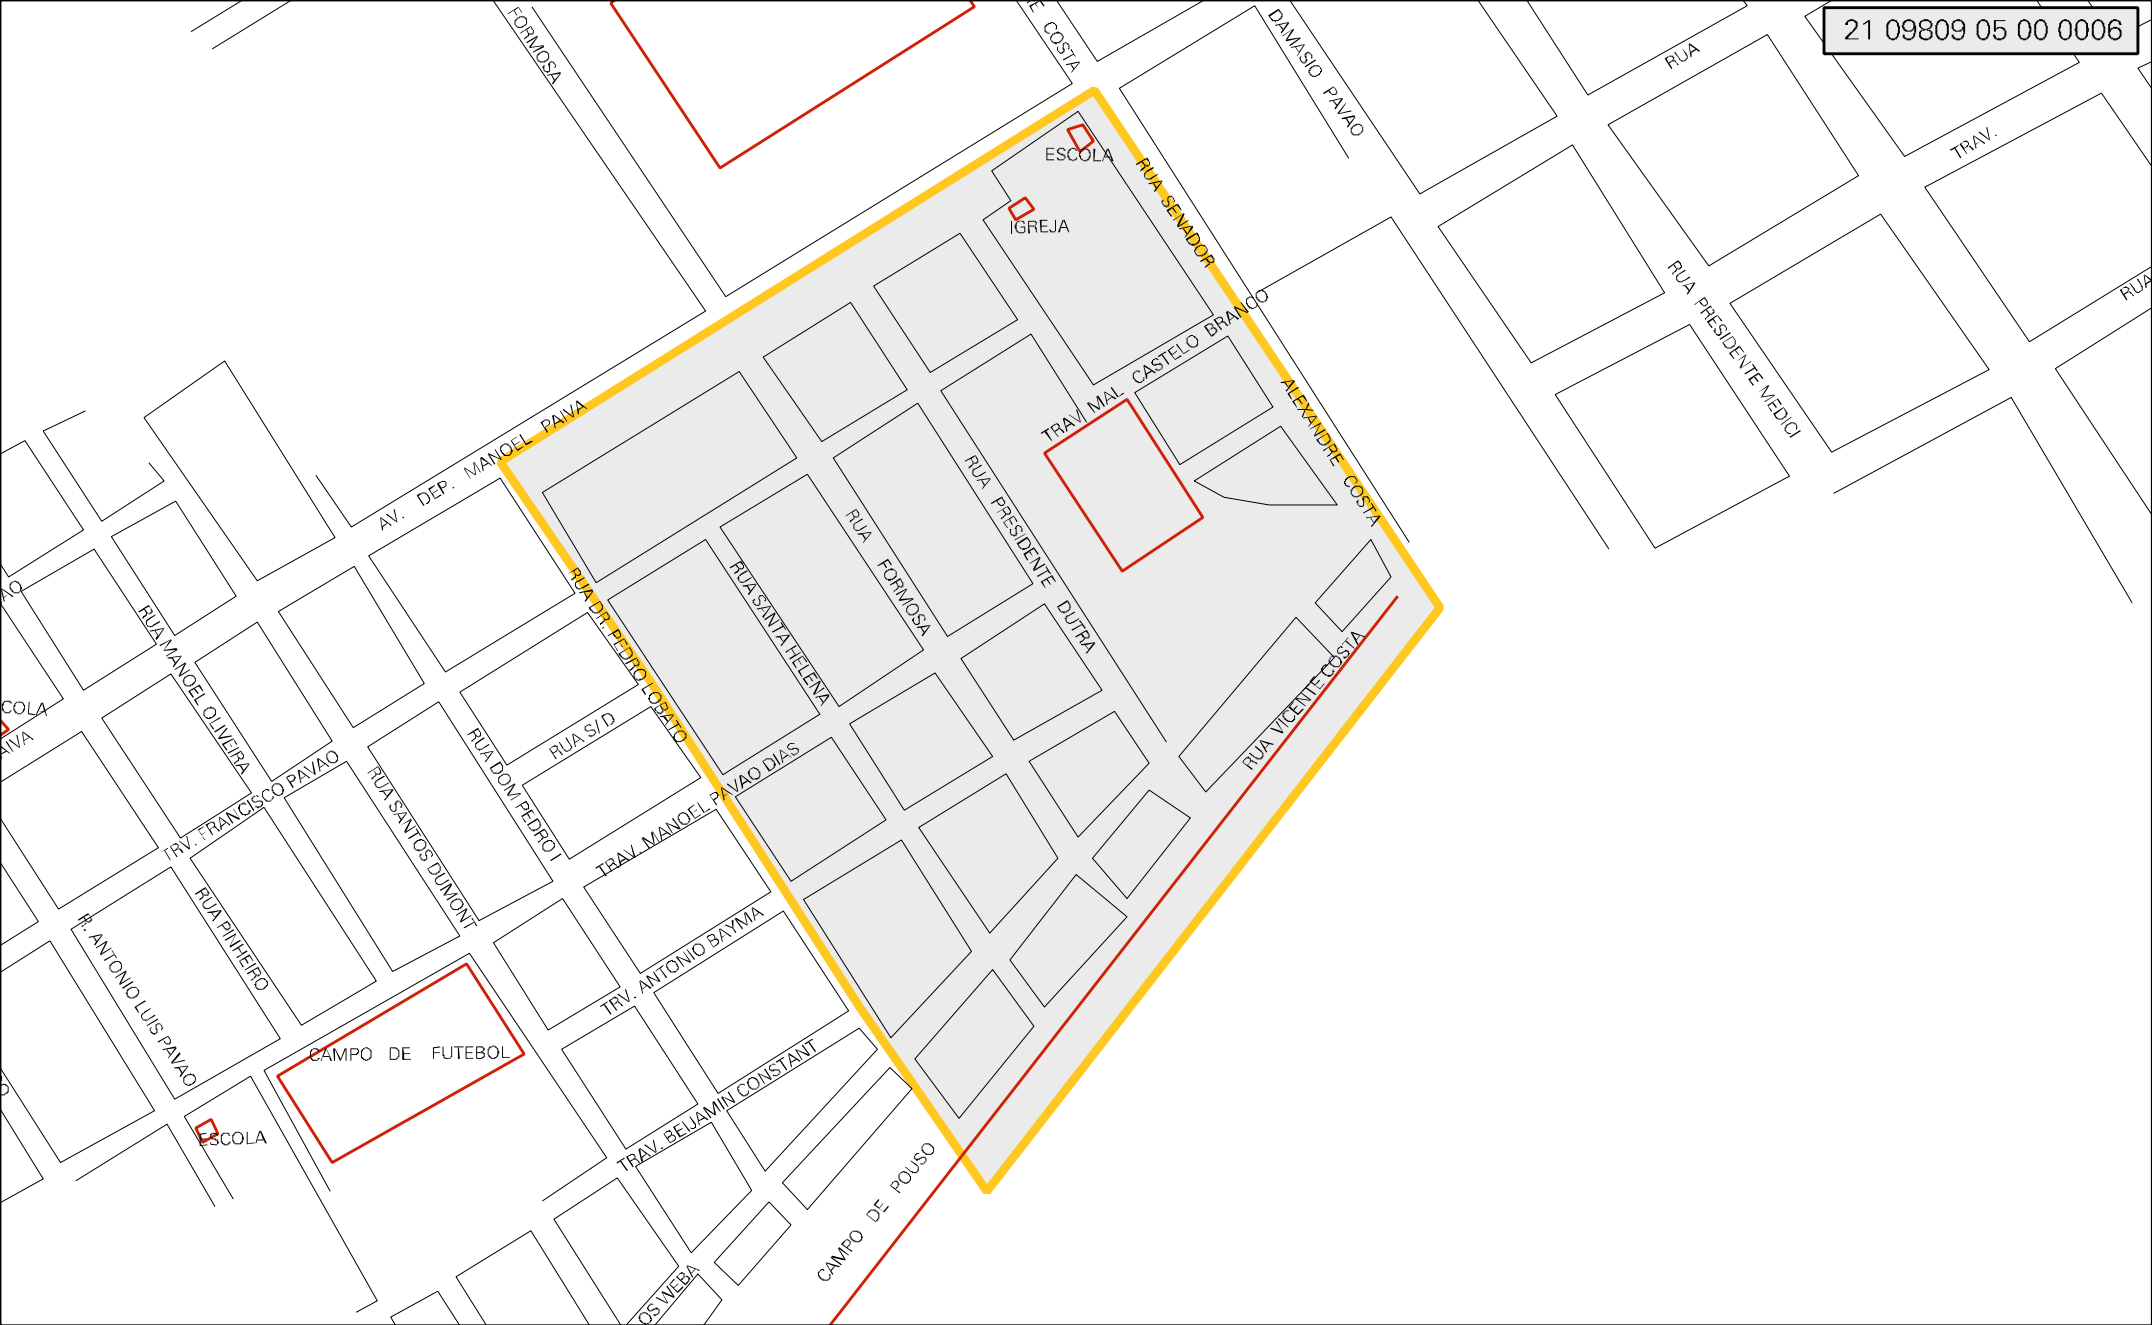 21 09809 05 00 0006
FORMOSA
E COSTA
DAMASIO PAVAO
RUA
TRAV.
RUA
ESCOLA
IGREJA
RUA SENADOR
ALEXANDRE COSTA
RUA PRESIDENTE MEDICI
TRAV. MAL CASTELO BRANCO
AV. DEP. MANOEL PAIVA
RUA PRESIDENTE DUTRA
RUA FORMOSA
RUA SANTA HELENA
RUA DR. PEDRO LOBATO
RUA MANOEL OLIVEIRA
AO
COLA
AIVA
RUA S/D
RUA DOM PEDRO I
RUA SANTOS DUMONT
TRV. FRANCISCO PAVAO
TRAV. MANOEL PAVAO DIAS
RUA VICENTE COSTA
RUA PINHEIRO
R. ANTONIO LUIS PAVAO
TRV. ANTONIO BAYMA
CAMPO DE FUTEBOL
TRAV. BEIJAMIN CONSTANT
ESCOLA
CAMPO DE POUSO
OS WEBA